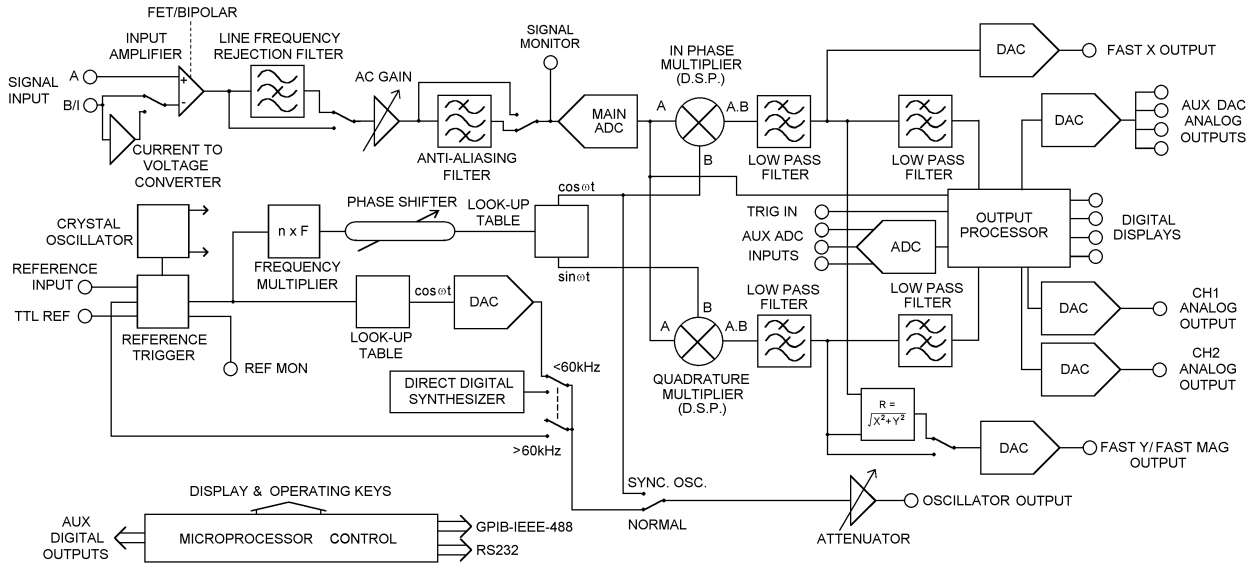 FET/BIPOLAR
INPUT
AMPLIFIER
LINE FREQUENCY
REJECTION FILTER
SIGNAL
MONITOR
IN PHASE
MULTIPLIER
(D.S.P.)
DAC
FAST X OUTPUT
SIGNAL
INPUT
A
B/I
+
-
AC GAIN
MAIN
ADC
A
A.B
B
LOW PASS
FILTER
LOW PASS
FILTER
DAC
AUX DAC
ANALOG
OUTPUTS
CURRENT TO
VOLTAGE
CONVERTER
ANTI-ALIASING
FILTER
CRYSTAL
OSCILLATOR
n x F
FREQUENCY
MULTIPLIER
PHASE SHIFTER
LOOK-UP
TABLE
cosωt
sinωt
TRIG IN
AUX ADC
INPUTS
ADC
OUTPUT
PROCESSOR
DIGITAL
DISPLAYS
REFERENCE
INPUT
TTL REF
REFERENCE
TRIGGER
REF MON
LOOK-UP
TABLE
cosωt
DAC
A
B
A.B
QUADRATURE
MULTIPLIER
(D.S.P.)
LOW PASS
FILTER
LOW PASS
FILTER
DAC
CH1
ANALOG
OUTPUT
DAC
CH2
ANALOG
OUTPUT
DIRECT DIGITAL
SYNTHESIZER
<60kHz
>60kHz
R =
√X²+Y²
DAC
FAST Y/FAST MAG
OUTPUT
SYNC. OSC.
NORMAL
ATTENUATOR
OSCILLATOR OUTPUT
DISPLAY & OPERATING KEYS
AUX
DIGITAL
OUTPUTS
MICROPROCESSOR CONTROL
GPIB-IEEE-488
RS232